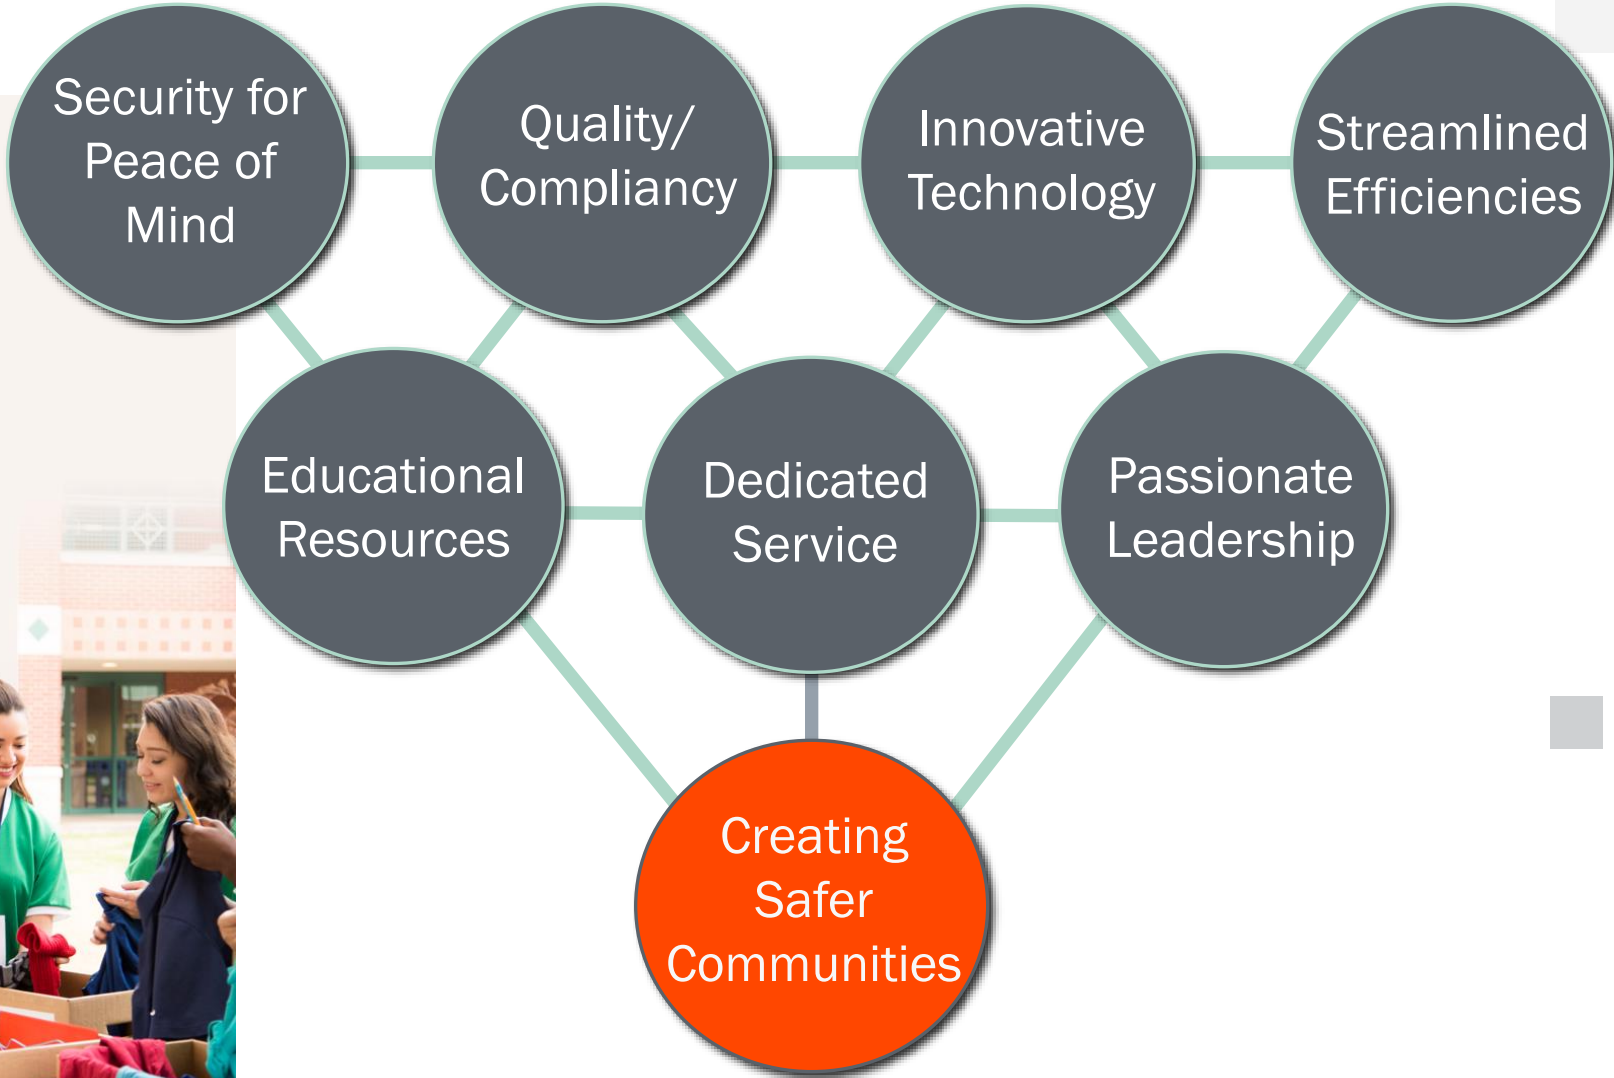 Security for
Peace of
Mind
Quality/
Compliancy
Innovative
Technology
Streamlined
Efficiencies
Educational
Resources
Dedicated
Service
Passionate
Leadership
Creating
Safer
Communities